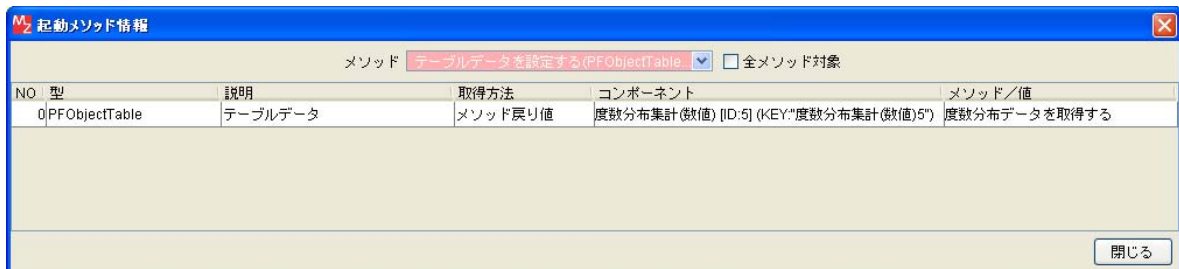 MZ 起動メソッド情報
メソッド テーブルデータを設定する(PFObjectTable... 全メソッド対象
NO 型 説明 取得方法 コンポーネント メソッド／値
0 PFObjectTable テーブルデータ メソッド戻り値 度数分布集計(数値) [ID:5] (KEY:"度数分布集計(数値)5") 度数分布データを取得する
閉じる